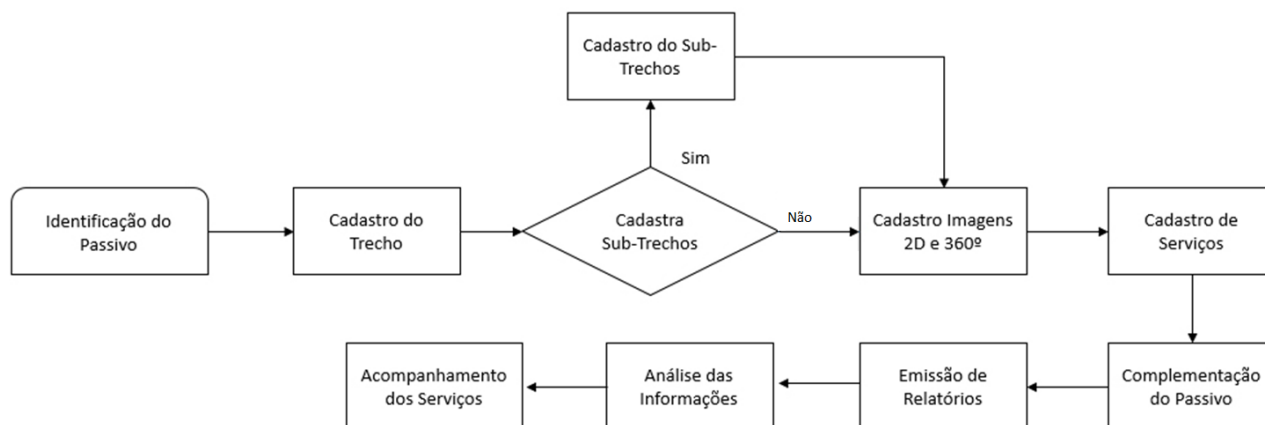 Cadastro do Sub-
Trechos
Sim
Identificação do
Passivo
Cadastro do
Trecho
Cadastra
Sub-Trechos
Não
Cadastro Imagens
2D e 360º
Cadastro de
Serviços
Acompanhamento
dos Serviços
Análise das
Informações
Emissão de
Relatórios
Complementação
do Passivo